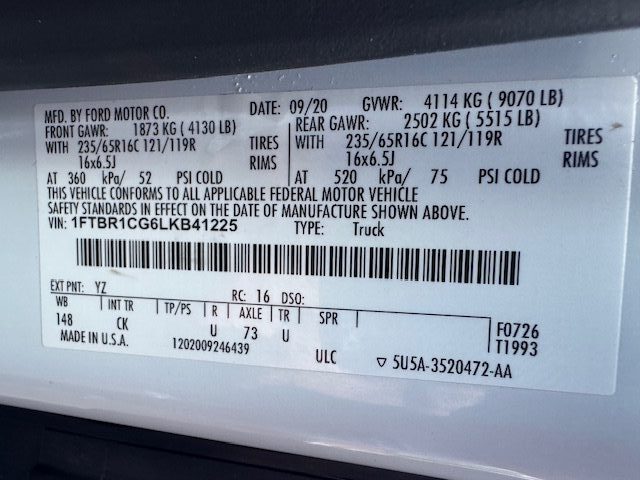 MFD. BY FORD MOTOR CO. DATE: 09/20 GVWR: 4114 KG ( 9070 LB)
FRONT GAWR: 1873 KG ( 4130 LB) REAR GAWR: 2502 KG ( 5515 LB)
WITH 235/65R16C 121/119R TIRES WITH 235/65R16C 121/119R TIRES
16x6.5J RIMS 16x6.5J RIMS
AT 360 kPa/ 52 PSI COLD AT 520 kPa/ 75 PSI COLD
THIS VEHICLE CONFORMS TO ALL APPLICABLE FEDERAL MOTOR VEHICLE
SAFETY STANDARDS IN EFFECT ON THE DATE OF MANUFACTURE SHOWN ABOVE.
VIN: 1FTBR1CG6LKB41225 TYPE: Truck
EXT PNT: YZ RC: 16 DSO:
WB INT TR TP/PS R AXLE TR SPR F0726
148 CK U 73 U T1993
MADE IN U.S.A. 1202009246439 ULC ▽ 5U5A-3520472-AA